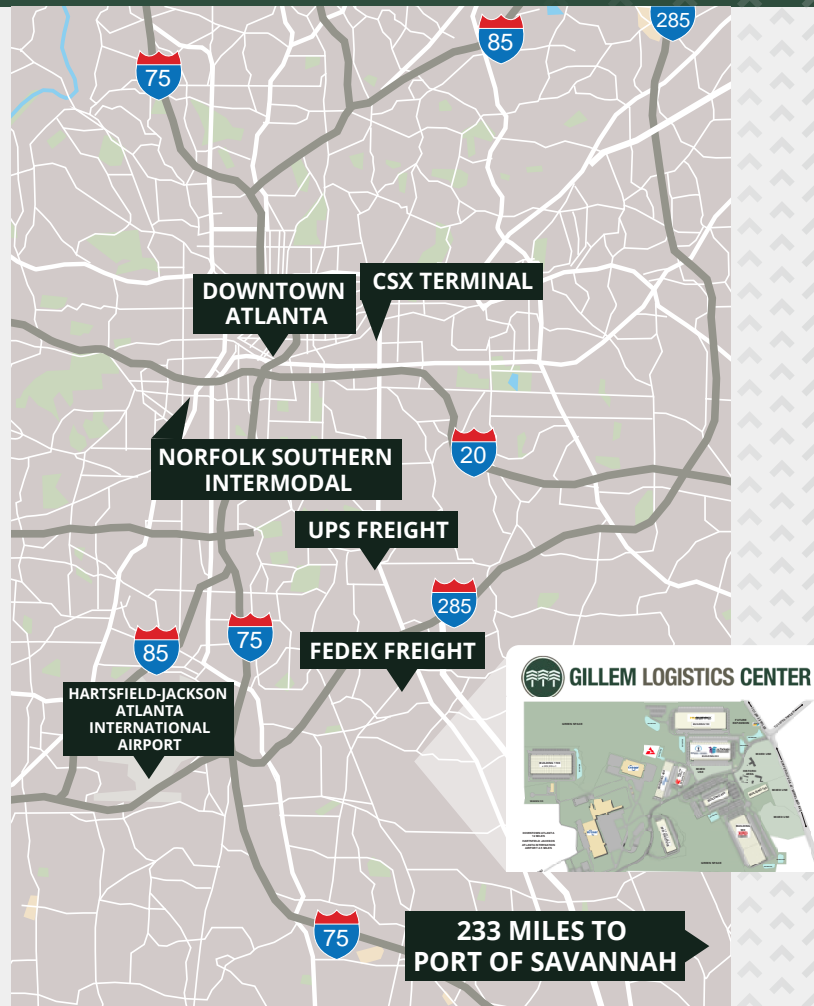 75
85
285
DOWNTOWN
ATLANTA
CSX TERMINAL
NORFOLK SOUTHERN
INTERMODAL
20
UPS FREIGHT
285
85
75
FEDEX FREIGHT
HARTSFIELD-JACKSON
ATLANTA
INTERNATIONAL
AIRPORT
GILLEM LOGISTICS CENTER
75
233 MILES TO
PORT OF SAVANNAH